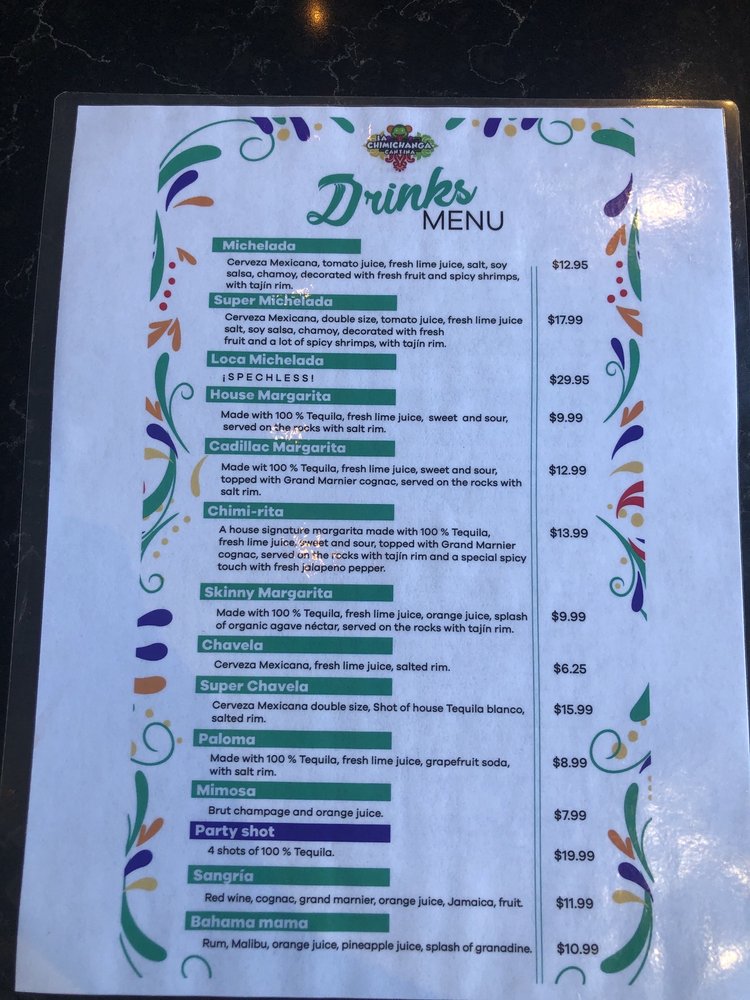 LA
CHIMICHANGA
CANTINA
Drinks
MENU
Michelada
Cerveza Mexicana, tomato juice, fresh lime juice, salt, soy
salsa, chamoy, decorated with fresh fruit and spicy shrimps,
with tajín rim.
$12.95
Super Michelada
Cerveza Mexicana, double size, tomato juice, fresh lime juice
salt, soy salsa, chamoy, decorated with fresh
fruit and a lot of spicy shrimps, with tajín rim.
$17.99
Loca Michelada
¡SPECHLESS!
$29.95
House Margarita
Made with 100 % Tequila, fresh lime juice, sweet and sour,
served on the rocks with salt rim.
$9.99
Cadillac Margarita
Made wit 100 % Tequila, fresh lime juice, sweet and sour,
topped with Grand Marnier cognac, served on the rocks with
salt rim.
$12.99
Chimi-rita
A house signature margarita made with 100 % Tequila,
fresh lime juice, sweet and sour, topped with Grand Marnier
cognac, served on the rocks with tajín rim and a special spicy
touch with fresh jalapeno pepper.
$13.99
Skinny Margarita
Made with 100 % Tequila, fresh lime juice, orange juice, splash
of organic agave néctar, served on the rocks with tajín rim.
$9.99
Chavela
Cerveza Mexicana, fresh lime juice, salted rim.
$6.25
Super Chavela
Cerveza Mexicana double size, Shot of house Tequila blanco,
salted rim.
$15.99
Paloma
Made with 100 % Tequila, fresh lime juice, grapefruit soda,
with salt rim.
$8.99
Mimosa
Brut champage and orange juice.
$7.99
Party shot
4 shots of 100 % Tequila.
$19.99
Sangría
Red wine, cognac, grand marnier, orange juice, Jamaica, fruit.
$11.99
Bahama mama
Rum, Malibu, orange juice, pineapple juice, splash of granadine.
$10.99